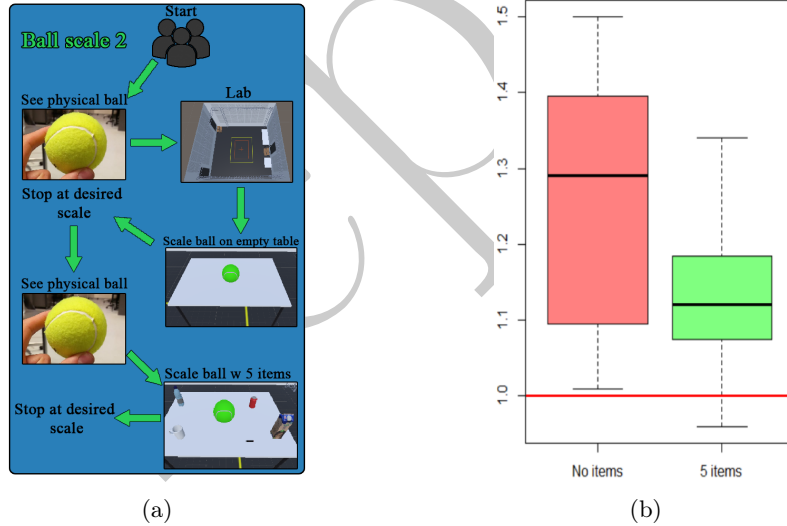 Start
Ball scale 2
See physical ball
Lab
Stop at desired
scale
Scale ball on empty table
See physical ball
Scale ball w 5 items
Stop at desired
scale
(a)
1.5
1.4
1.3
1.2
1.1
1.0
No items
5 items
(b)